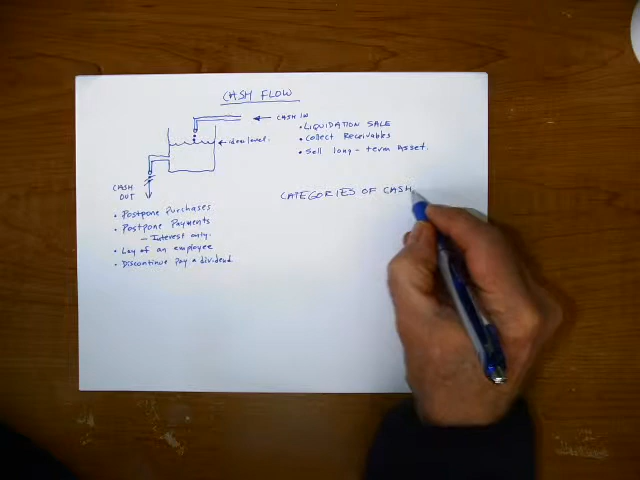 CASH FLOW
CASH IN
• LIQUIDATION SALE
• Collect Receivables
• Sell long-term Asset.
ideal level.
CASH OUT
• Postpone Purchases
• Postpone Payments
– Interest only.
• Lay of an employee
• Discontinue pay a dividend
CATEGORIES OF CASH